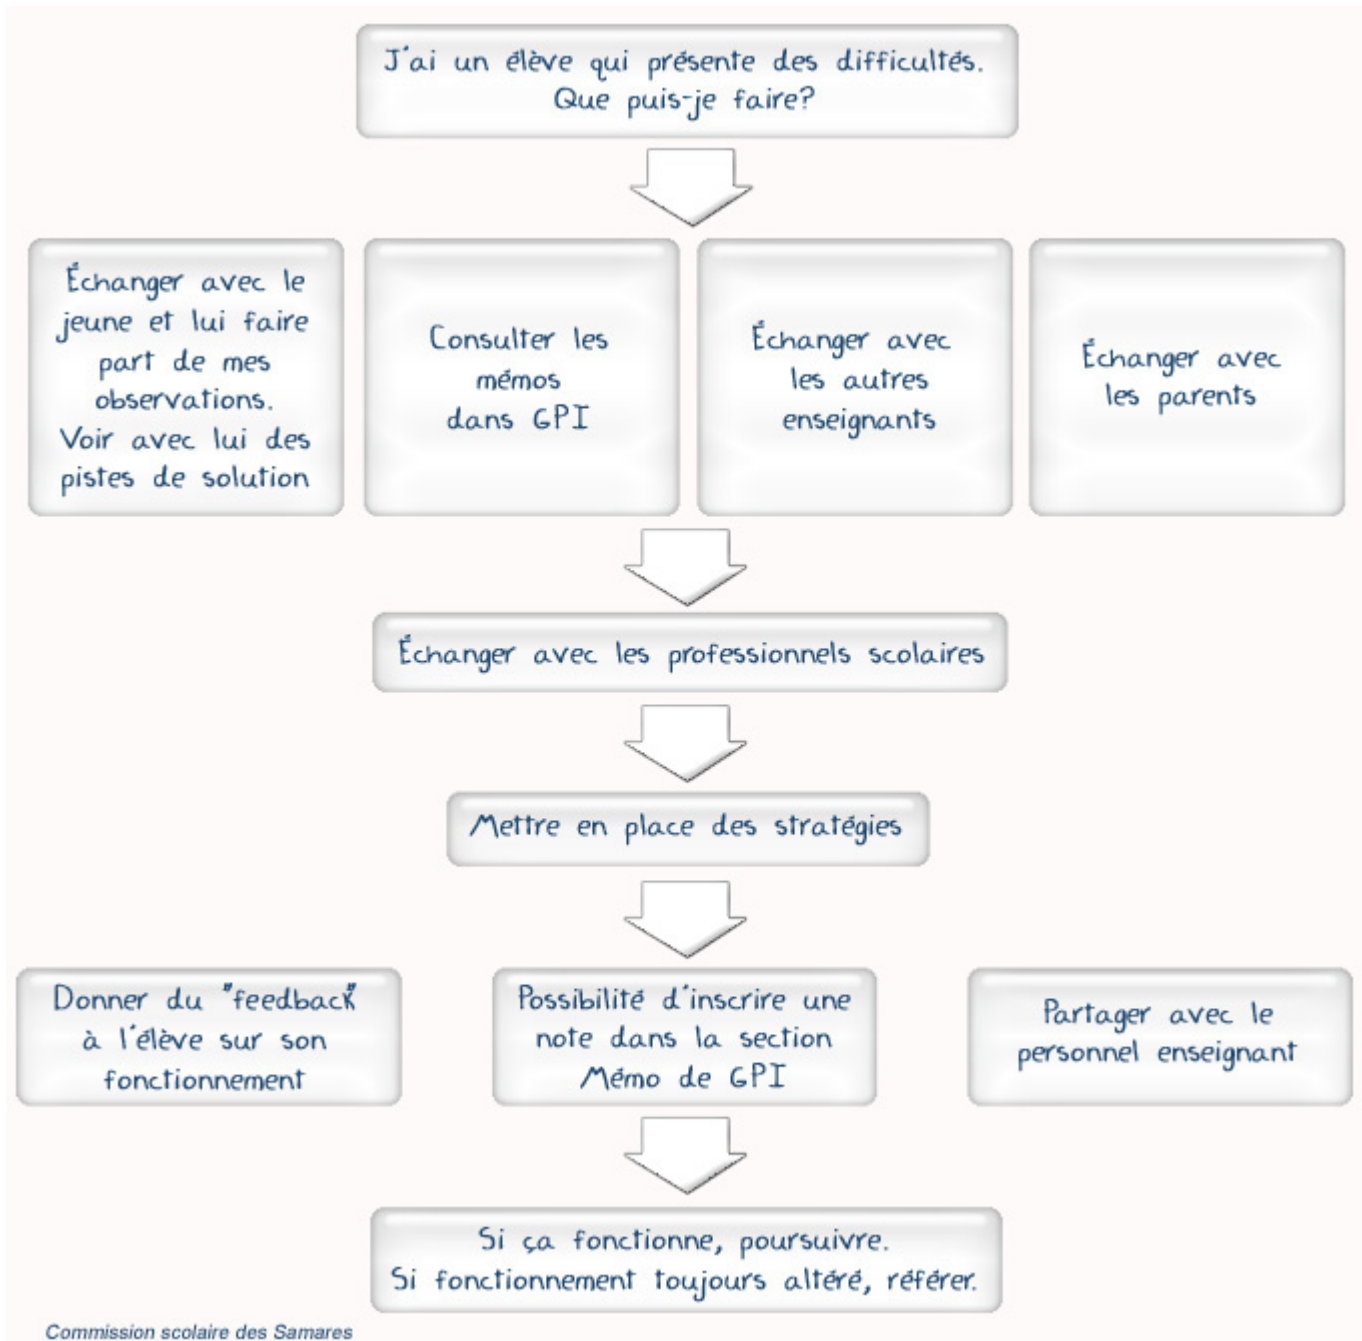 J'ai un élève qui présente des difficultés.
Que puis-je faire?
Échanger avec le
jeune et lui faire
part de mes
observations.
Voir avec lui des
pistes de solution
Consulter les
mémos
dans GPI
Échanger avec
les autres
enseignants
Échanger avec
les parents
Échanger avec les professionnels scolaires
Mettre en place des stratégies
Donner du "feedback"
à l'élève sur son
fonctionnement
Possibilité d'inscrire une
note dans la section
Mémo de GPI
Partager avec le
personnel enseignant
Si ça fonctionne, poursuivre.
Si fonctionnement toujours altéré, référer.
Commission scolaire des Samares